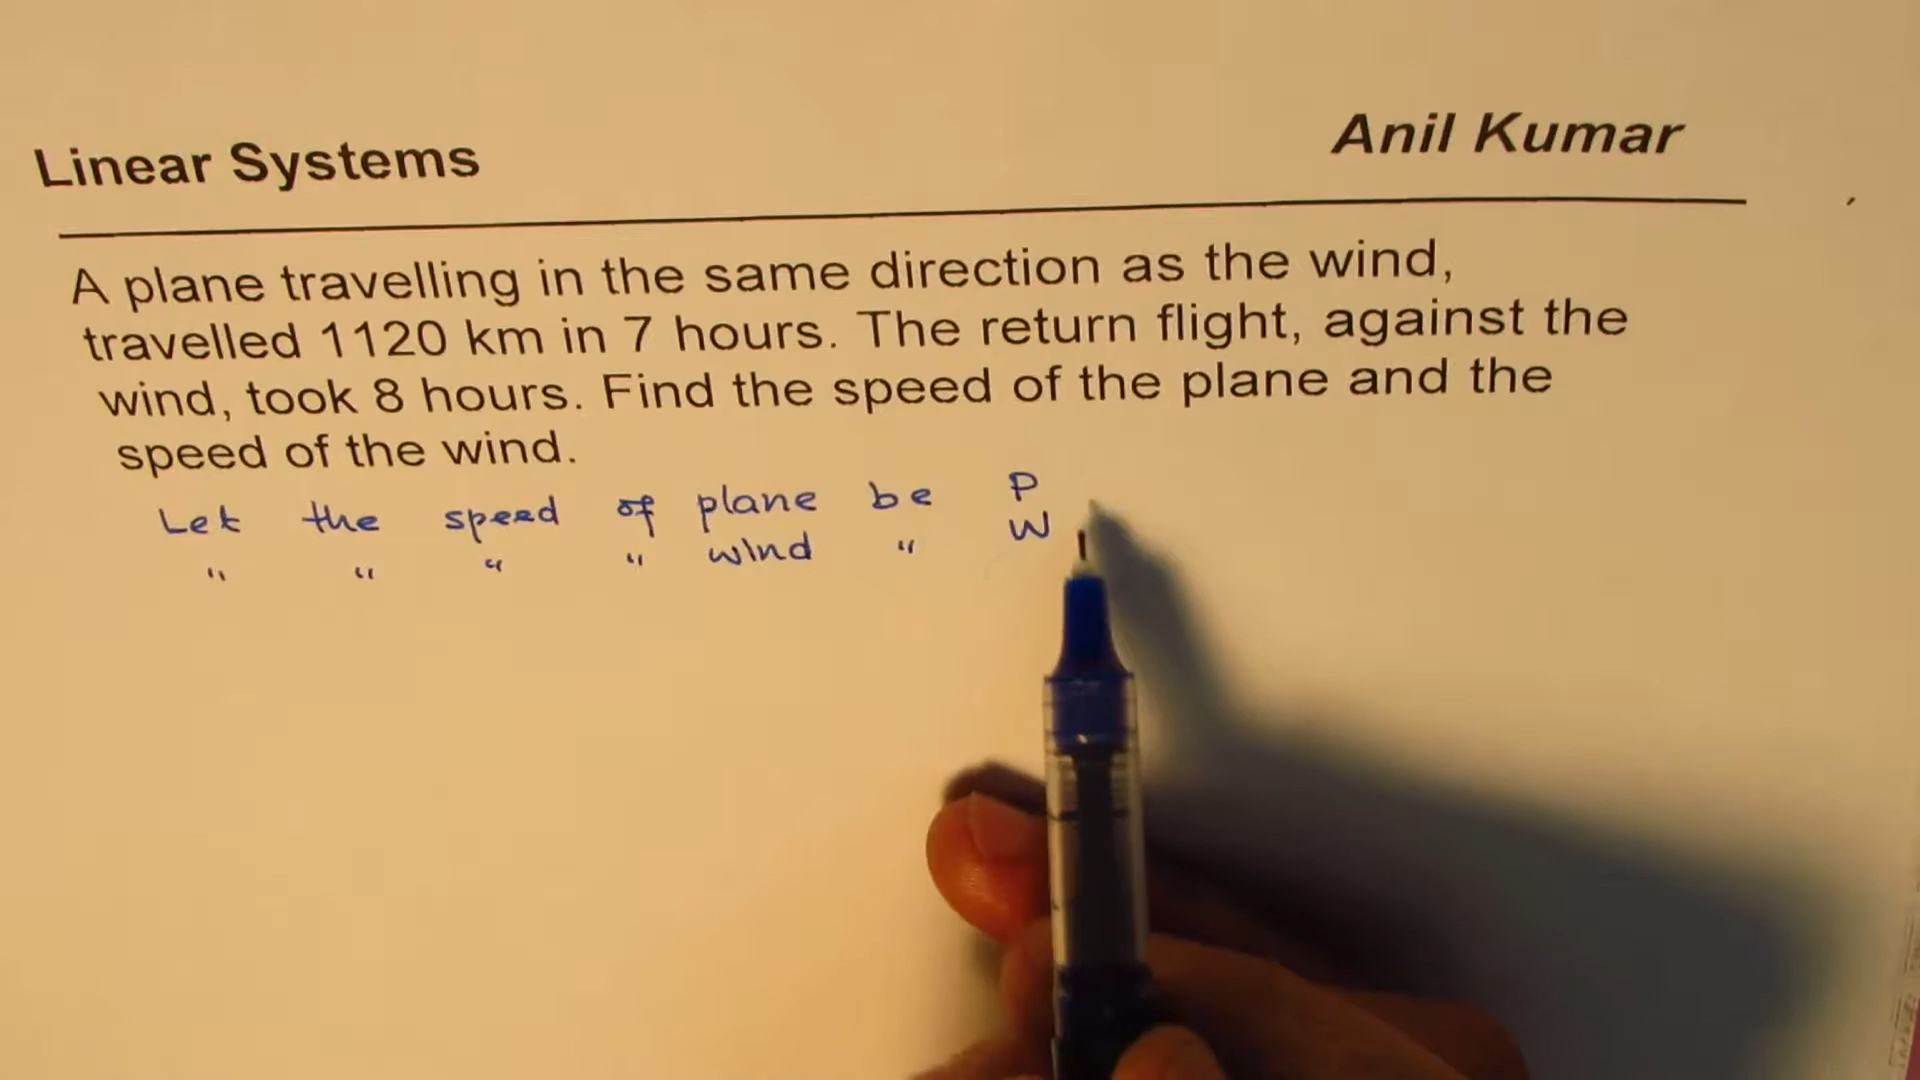 Linear Systems
Anil Kumar
A plane travelling in the same direction as the wind,
travelled 1120 km in 7 hours. The return flight, against the
wind, took 8 hours. Find the speed of the plane and the
speed of the wind.
Let the speed of plane be P
" " " " wind " W